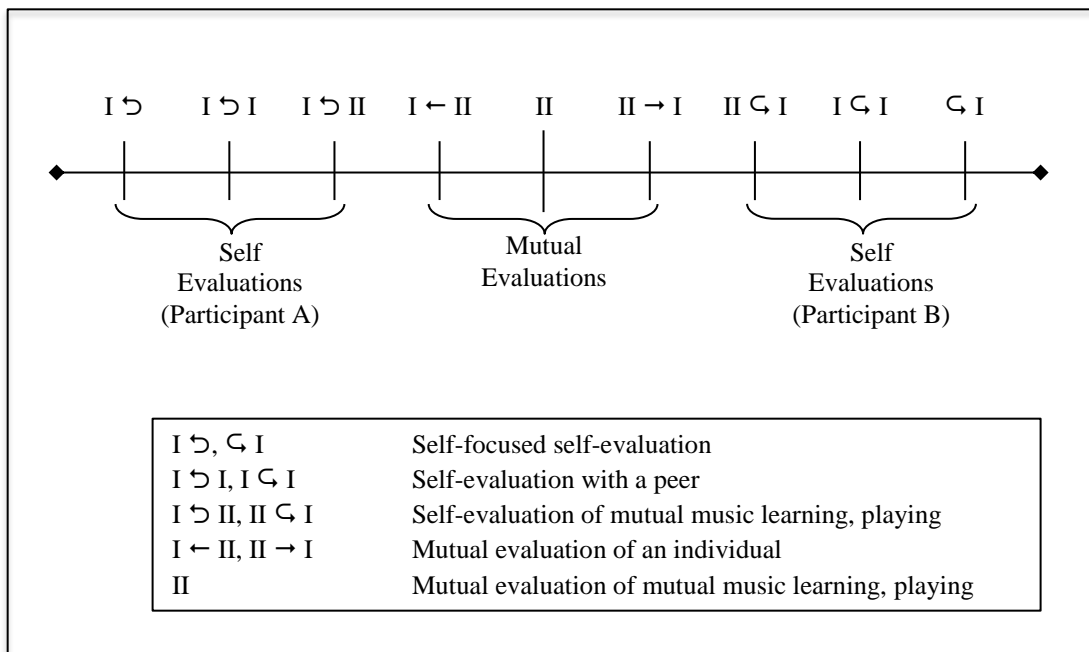 I ⮌ I ⮌ I I ⮌ II I ← II II II → I II ⮎ I I ⮎ I ⮎ I
Self
Evaluations
(Participant A)
Mutual
Evaluations
Self
Evaluations
(Participant B)
I ⮌, ⮎ I Self-focused self-evaluation
I ⮌ I, I ⮎ I Self-evaluation with a peer
I ⮌ II, II ⮎ I Self-evaluation of mutual music learning, playing
I ← II, II → I Mutual evaluation of an individual
II Mutual evaluation of mutual music learning, playing